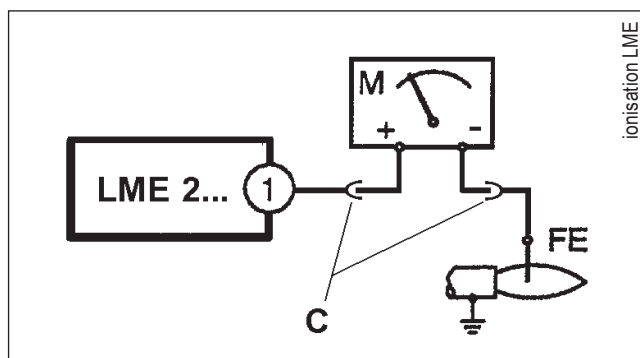 ionisation LME
M
+ -
LME 2... 1
FE
C